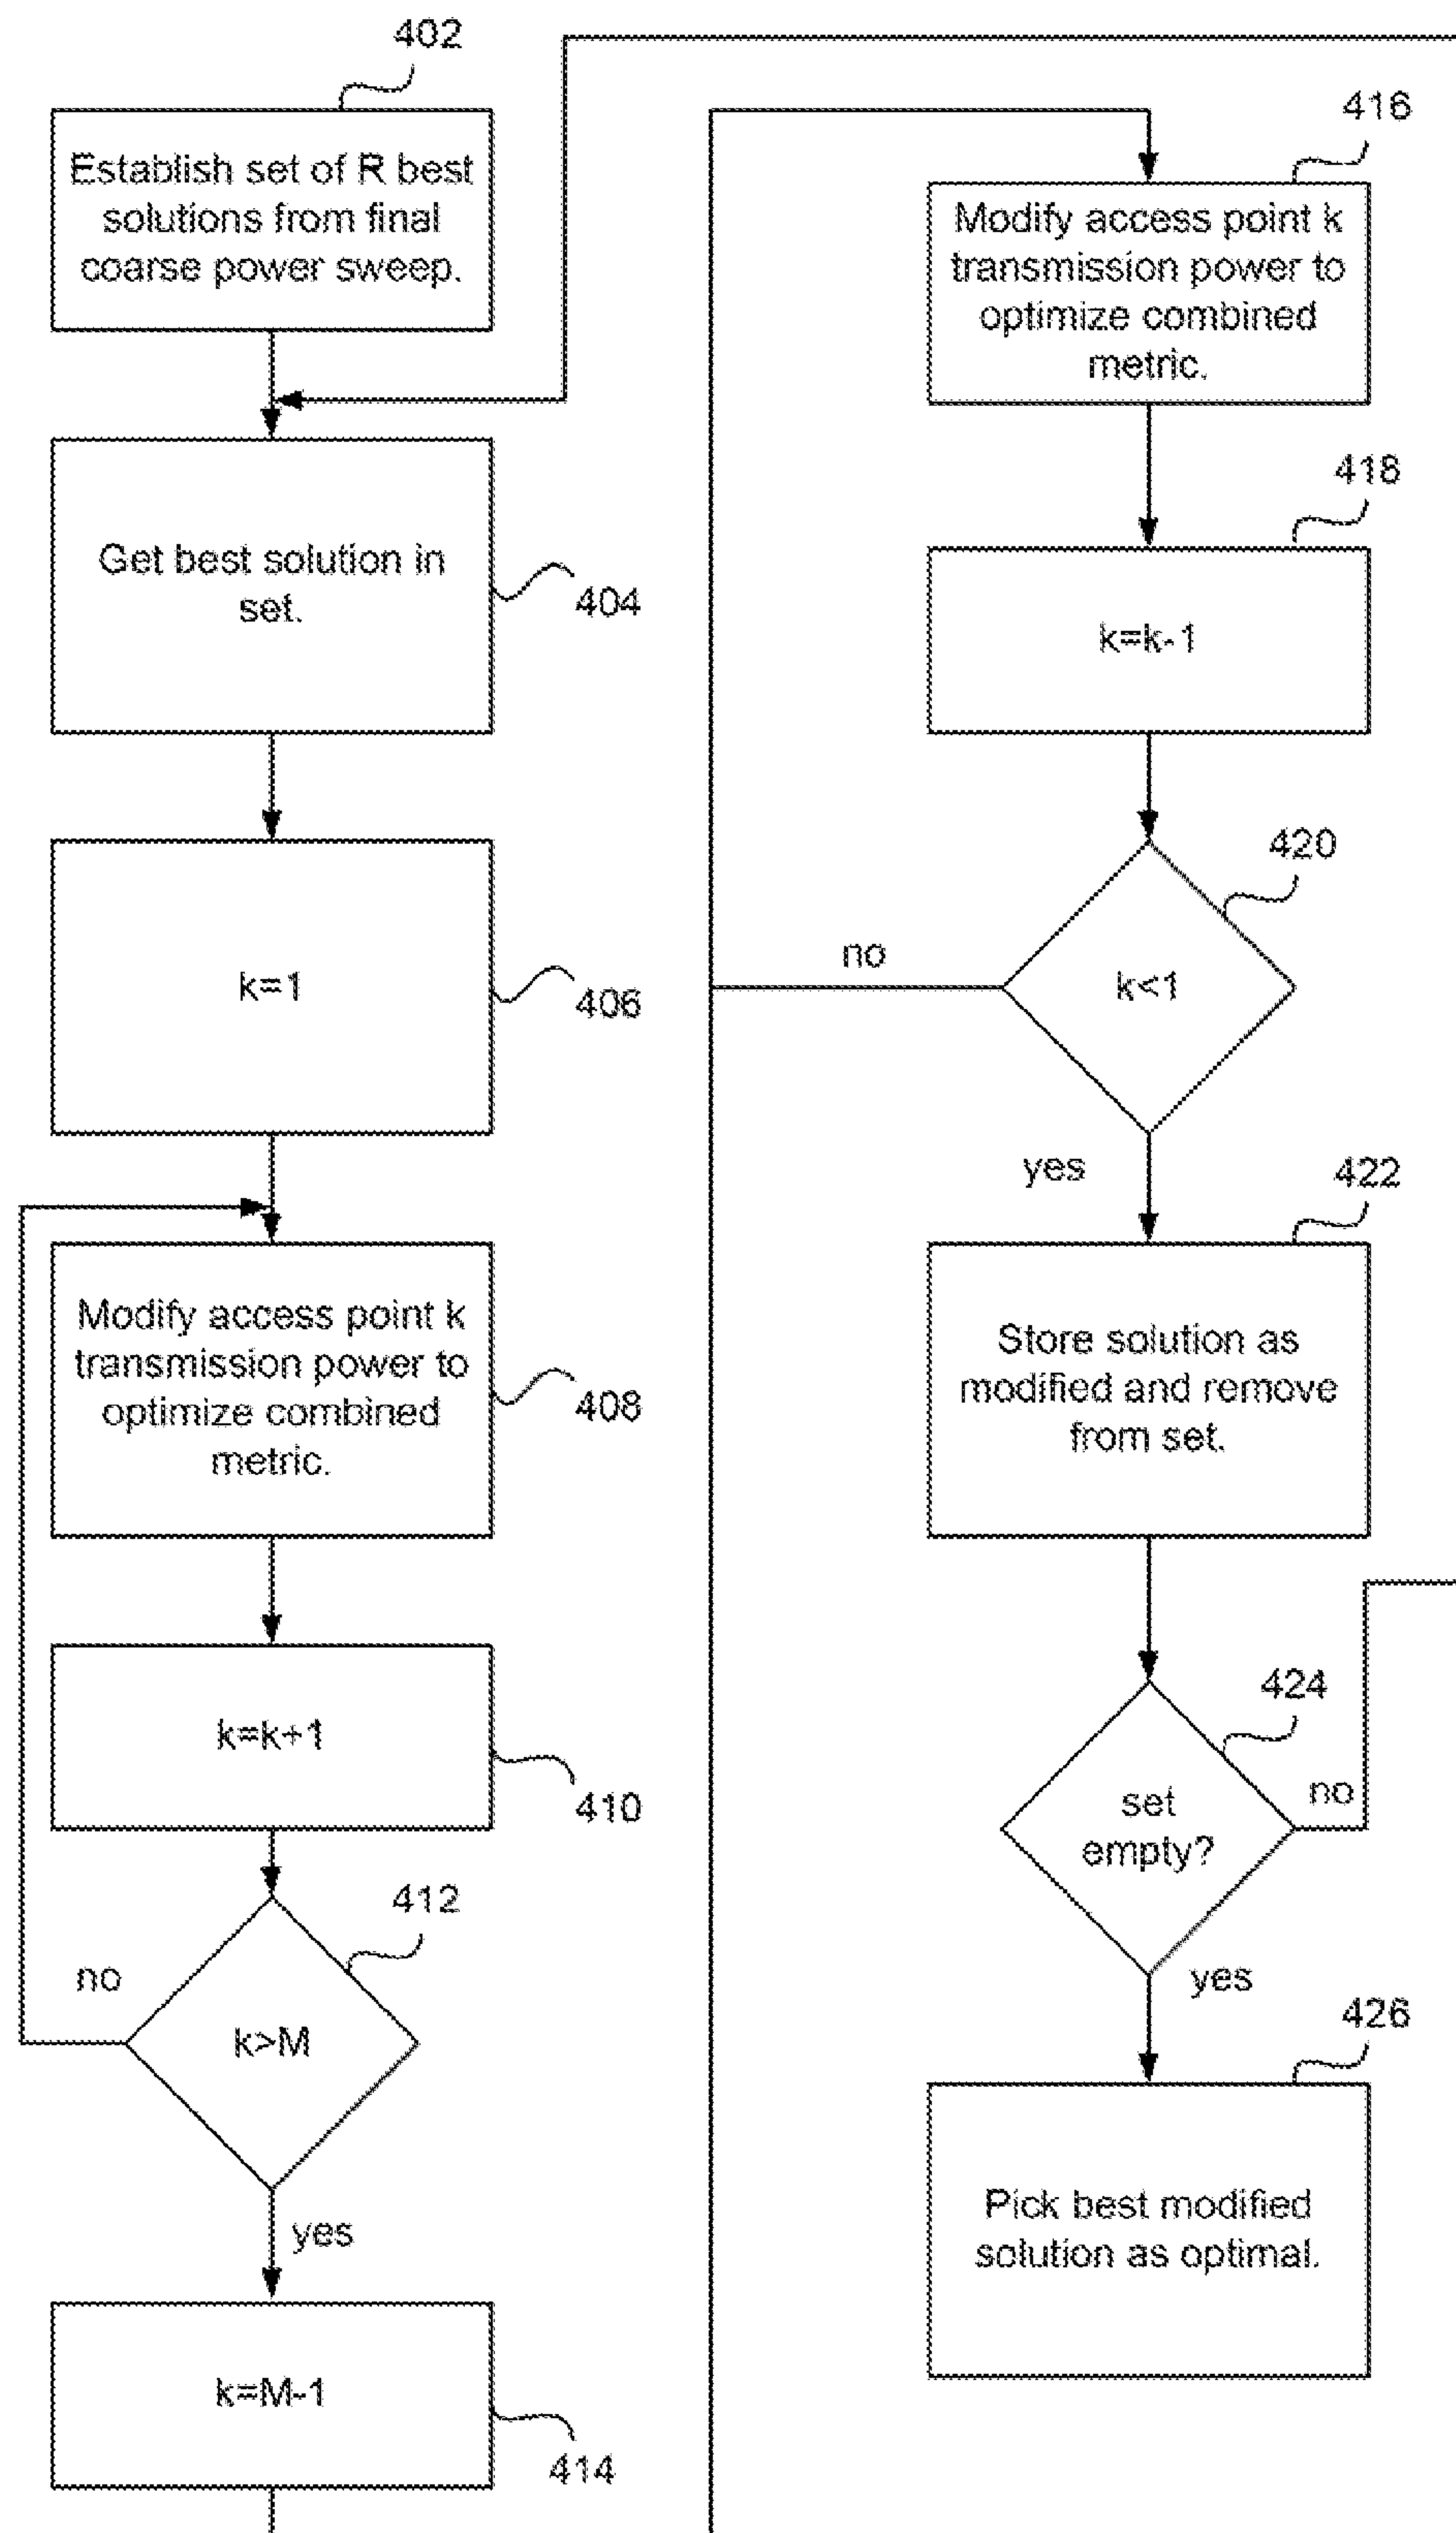 402
Establish set of R best
solutions from final
coarse power sweep.
Get best solution in
set.
404
k=1
406
Modify access point k
transmission power to
optimize combined
metric.
408
k=k+1
410
412
no
k>M
yes
k=M-1
414
416
Modify access point k
transmission power to
optimize combined
metric.
418
k=k-1
420
no
k<1
yes
422
Store solution as
modified and remove
from set.
424
set
empty?
no
yes
426
Pick best modified
solution as optimal.